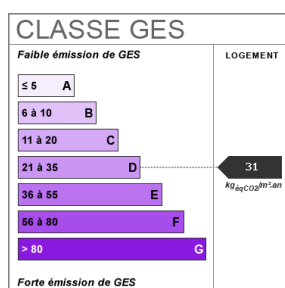 CLASSE GES
Faible émission de GES
LOGEMENT
≤ 5 A
6 à 10 B
11 à 20 C
21 à 35 D
31
kgéqCO2/m².an
36 à 55 E
56 à 80 F
> 80 G
Forte émission de GES